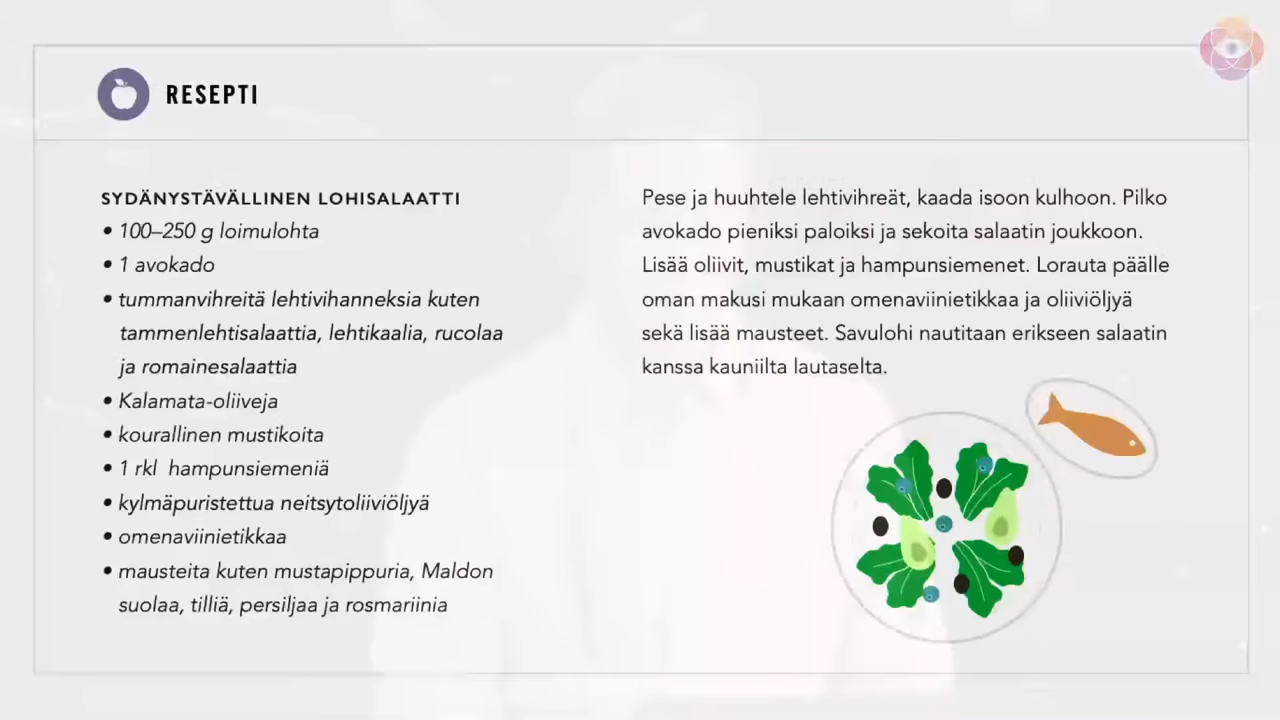 RESEPTI
SYDÄNYSTÄVÄLLINEN LOHISALAATTI
• 100–250 g loimulohta
• 1 avokado
• tummanvihreitä lehtivihanneksia kuten
tammenlehtisalaattia, lehtikaalia, rucolaa
ja romainesalaattia
• Kalamata-oliiveja
• kourallinen mustikoita
• 1 rkl  hampunsiemeniä
• kylmäpuristettua neitsytoliiviöljyä
• omenaviinietikkaa
• mausteita kuten mustapippuria, Maldon
suolaa, tilliä, persiljaa ja rosmariinia
Pese ja huuhtele lehtivihreät, kaada isoon kulhoon. Pilko
avokado pieniksi paloiksi ja sekoita salaatin joukkoon.
Lisää oliivit, mustikat ja hampunsiemenet. Lorauta päälle
oman makusi mukaan omenaviinietikkaa ja oliiviöljyä
sekä lisää mausteet. Savulohi nautitaan erikseen salaatin
kanssa kauniilta lautaselta.